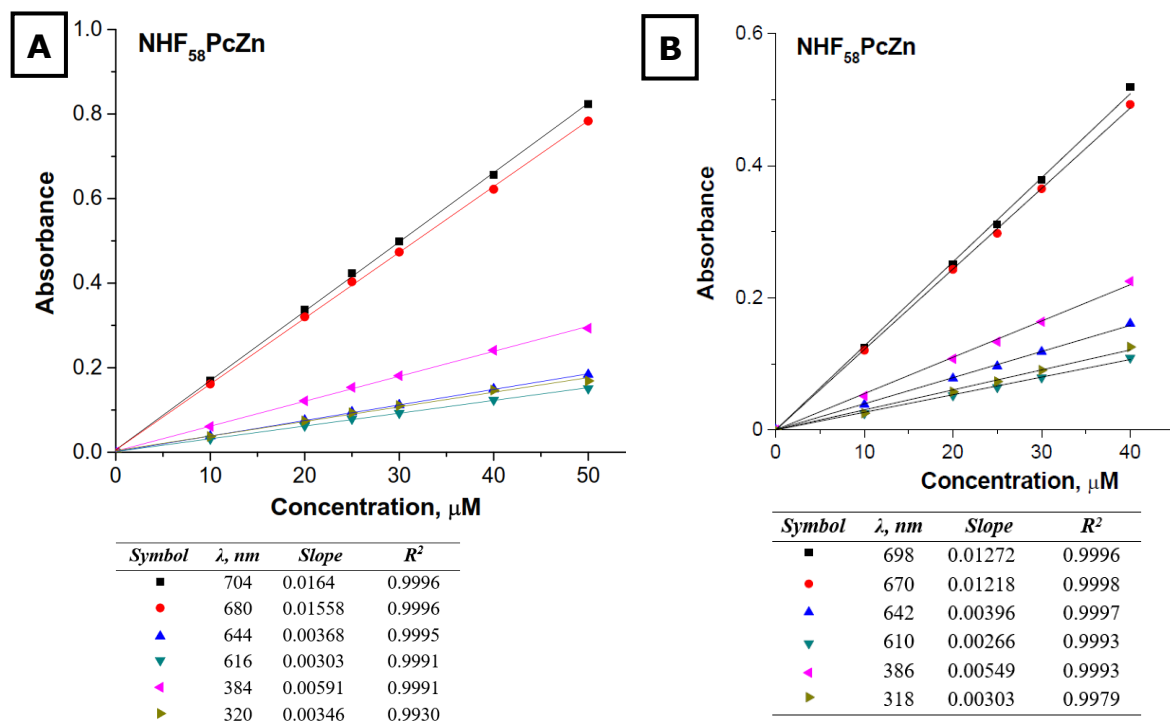 A
NHF58PcZn
1.0
0.8
0.6
0.4
0.2
0.0
Absorbance
0 10 20 30 40 50
Concentration, μM
Symbol λ, nm Slope R²
704 0.0164 0.9996
680 0.01558 0.9996
644 0.00368 0.9995
616 0.00303 0.9991
384 0.00591 0.9991
320 0.00346 0.9930
B
NHF58PcZn
0.6
0.4
0.2
0
Absorbance
0 10 20 30 40
Concentration, μM
Symbol λ, nm Slope R²
698 0.01272 0.9996
670 0.01218 0.9998
642 0.00396 0.9997
610 0.00266 0.9993
386 0.00549 0.9993
318 0.00303 0.9979